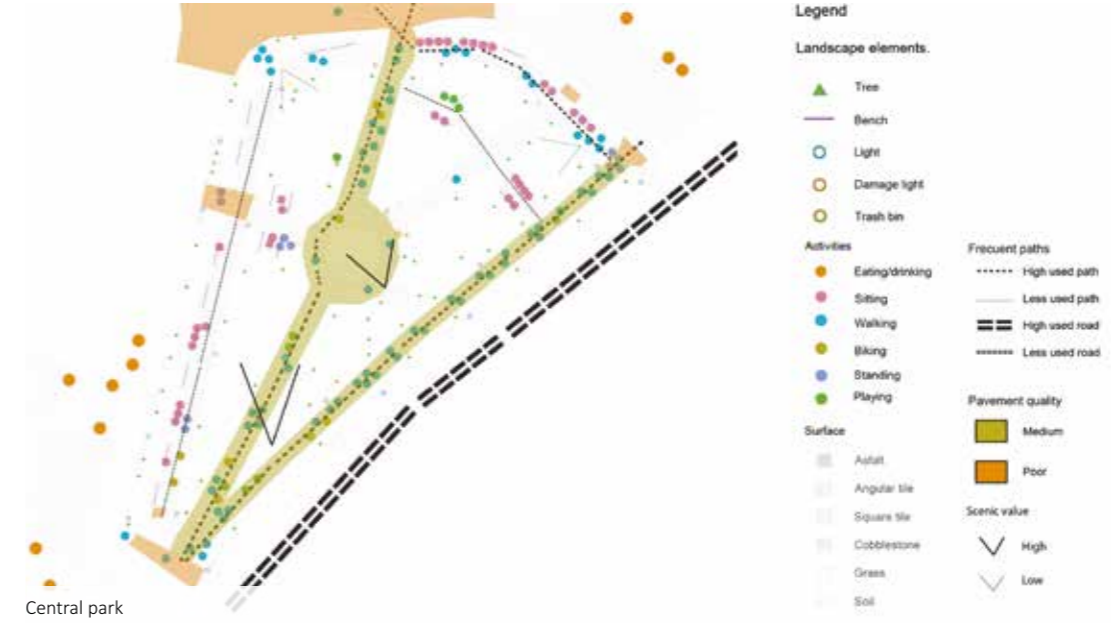 Legend
Landscape elements.
Tree
Bench
Light
Damage light
Trash bin
Activities
Eating/drinking
Sitting
Walking
Biking
Standing
Playing
Surface
Asfalt
Angular tile
Square tile
Cobblestone
Grass
Soil
Frecuent paths
High used path
Less used path
High used road
Less used road
Pavement quality
Medium
Poor
Scenic value
High
Low
Central park